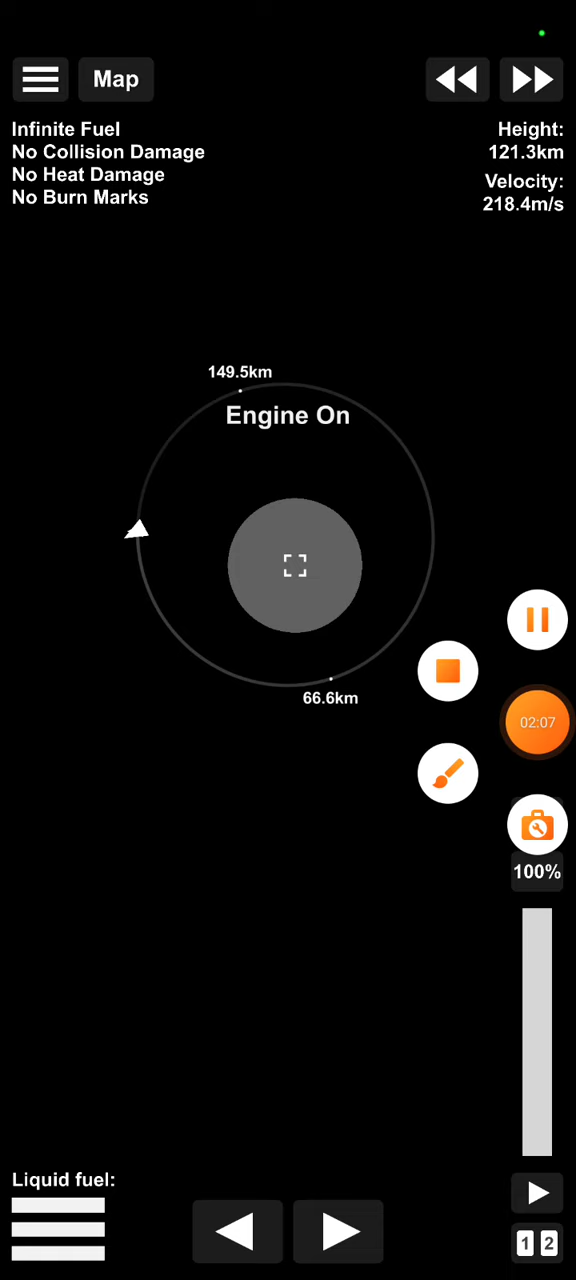 Map
Infinite Fuel
No Collision Damage
No Heat Damage
No Burn Marks
Height:
121.3km
Velocity:
218.4m/s
149.5km
Engine On
66.6km
02:07
100%
Liquid fuel:
1 2